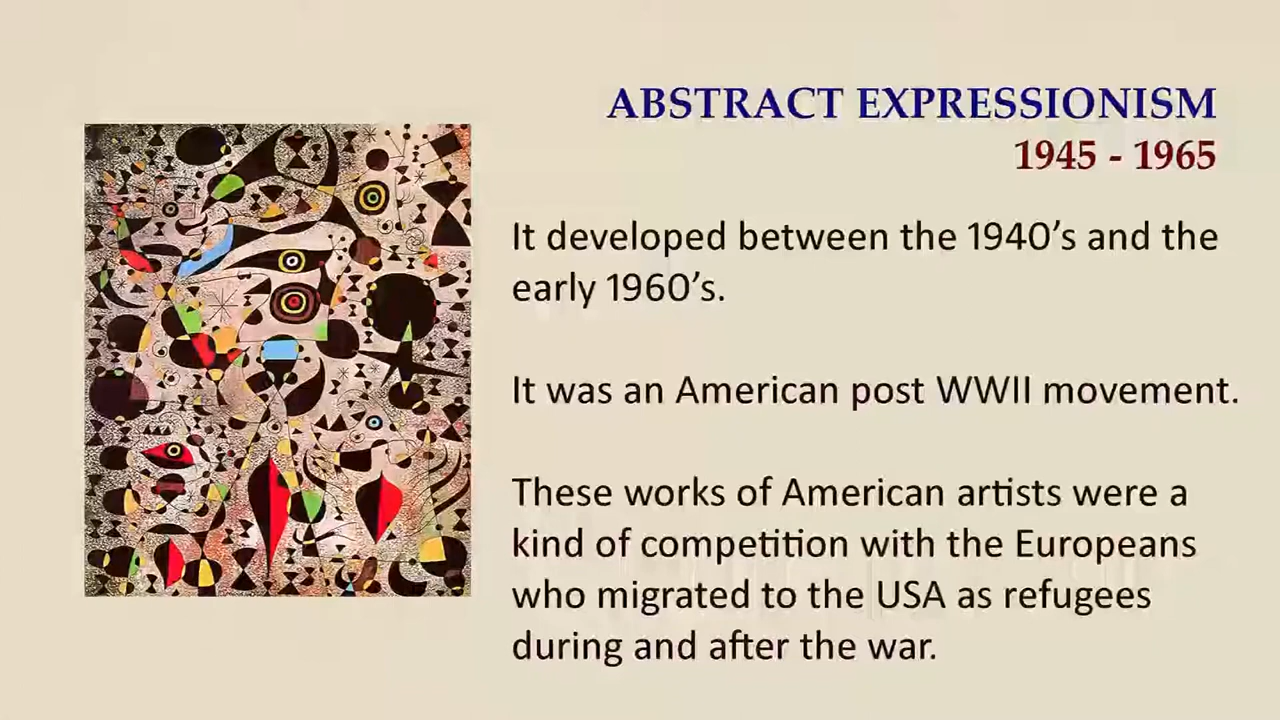 ABSTRACT EXPRESSIONISM
1945 - 1965
It developed between the 1940’s and the
early 1960’s.
It was an American post WWII movement.
These works of American artists were a
kind of competition with the Europeans
who migrated to the USA as refugees
during and after the war.